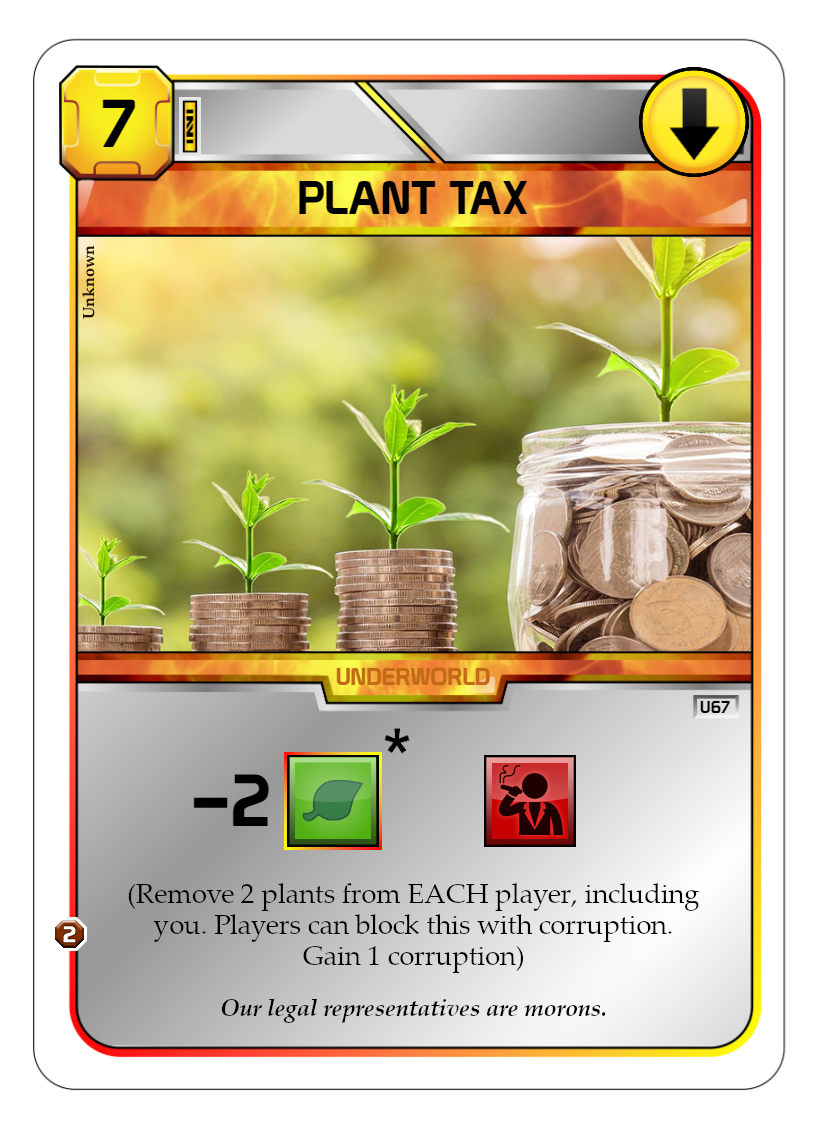 7
PLANT TAX
Unknown
UNDERWORLD
U67
-2 *
(Remove 2 plants from EACH player, including
you. Players can block this with corruption.
Gain 1 corruption)
2
Our legal representatives are morons.